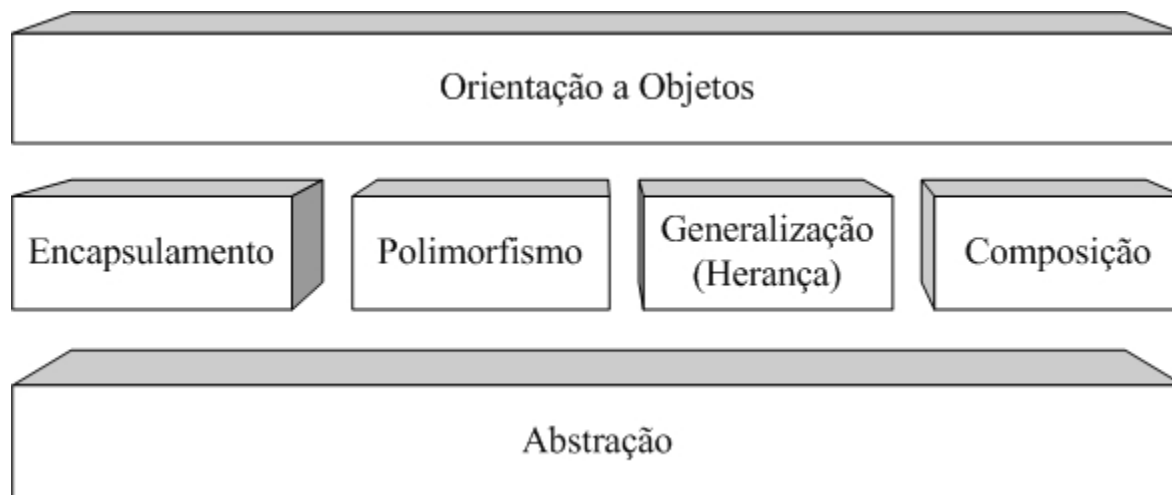 Orientação a Objetos
Encapsulamento
Polimorfismo
Generalização
(Herança)
Composição
Abstração